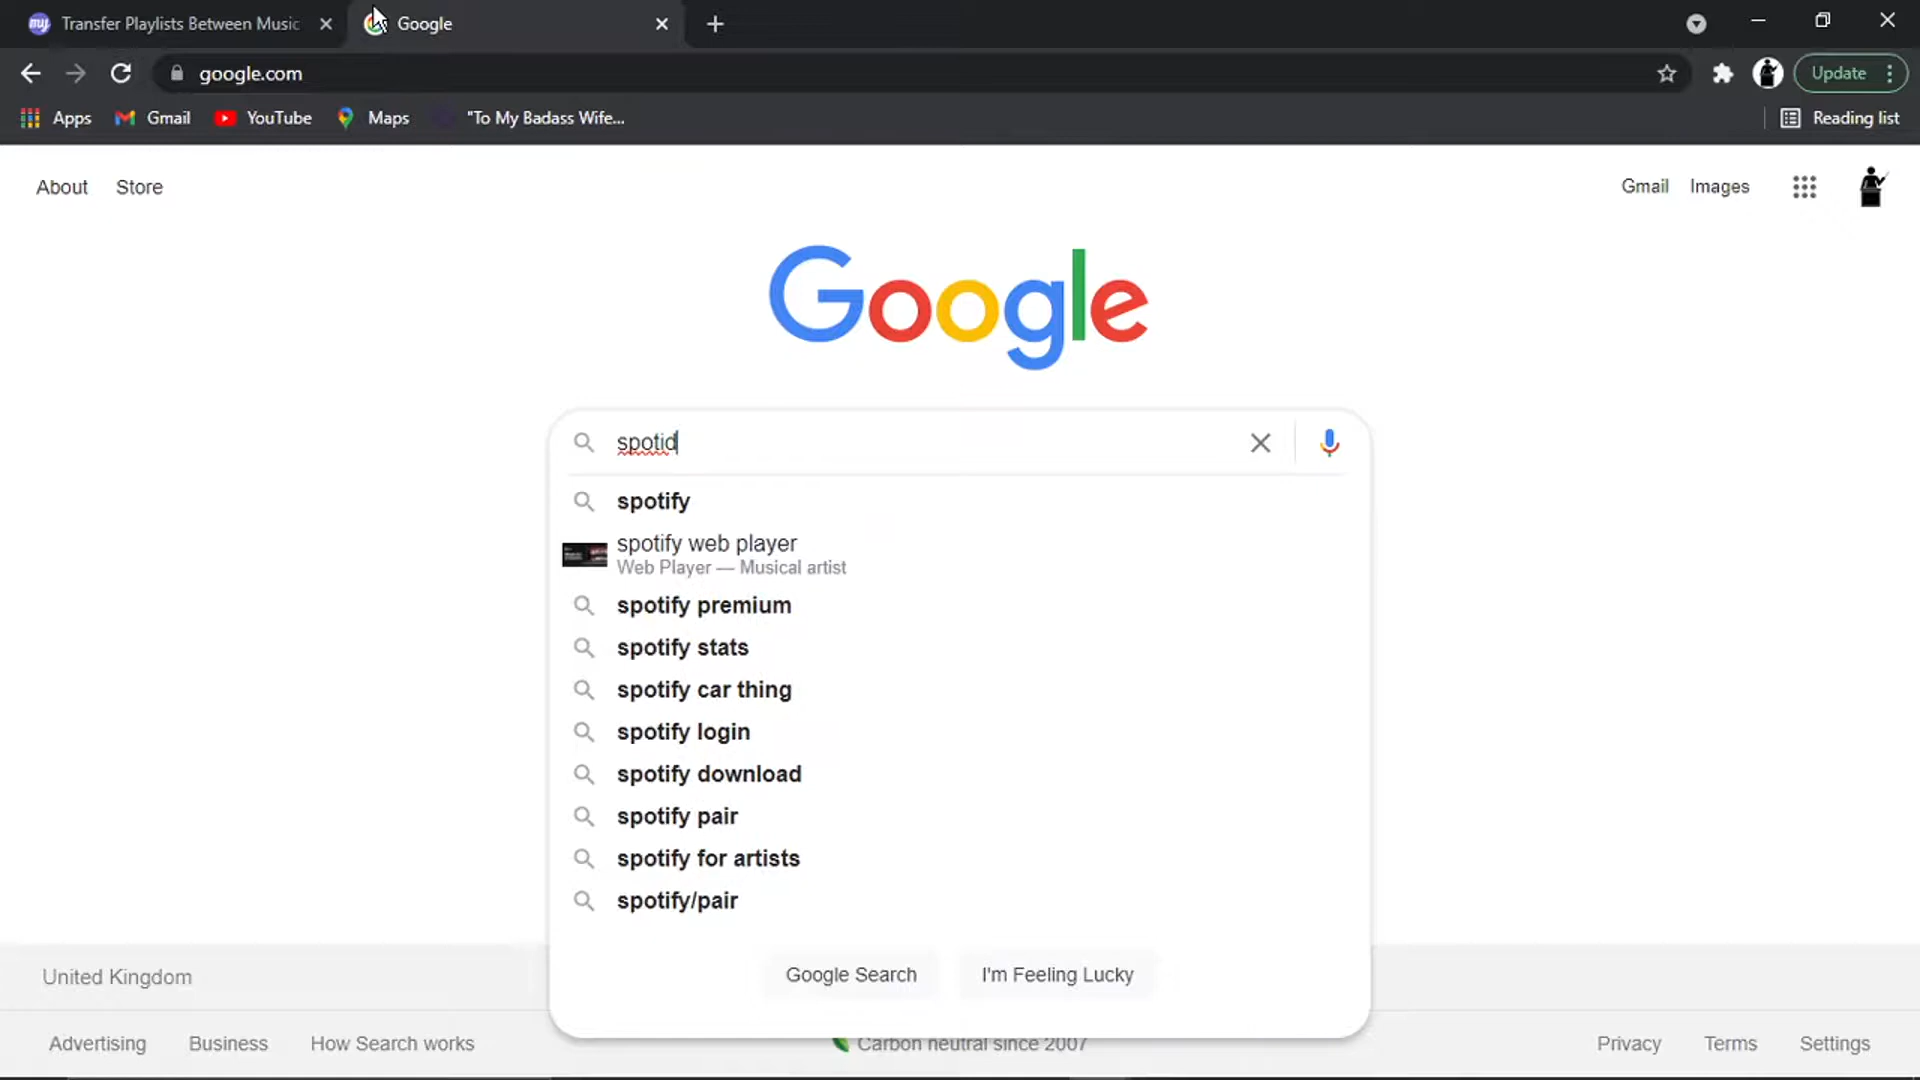 Transfer Playlists Between Music
Google
google.com
Update
Apps
Gmail
YouTube
Maps
"To My Badass Wife...
Reading list
About
Store
Gmail
Images
Google
spotid
spotify
spotify web player
Web Player — Musical artist
spotify premium
spotify stats
spotify car thing
spotify login
spotify download
spotify pair
spotify for artists
spotify/pair
Google Search
I'm Feeling Lucky
United Kingdom
Advertising
Business
How Search works
Carbon neutral since 2007
Privacy
Terms
Settings